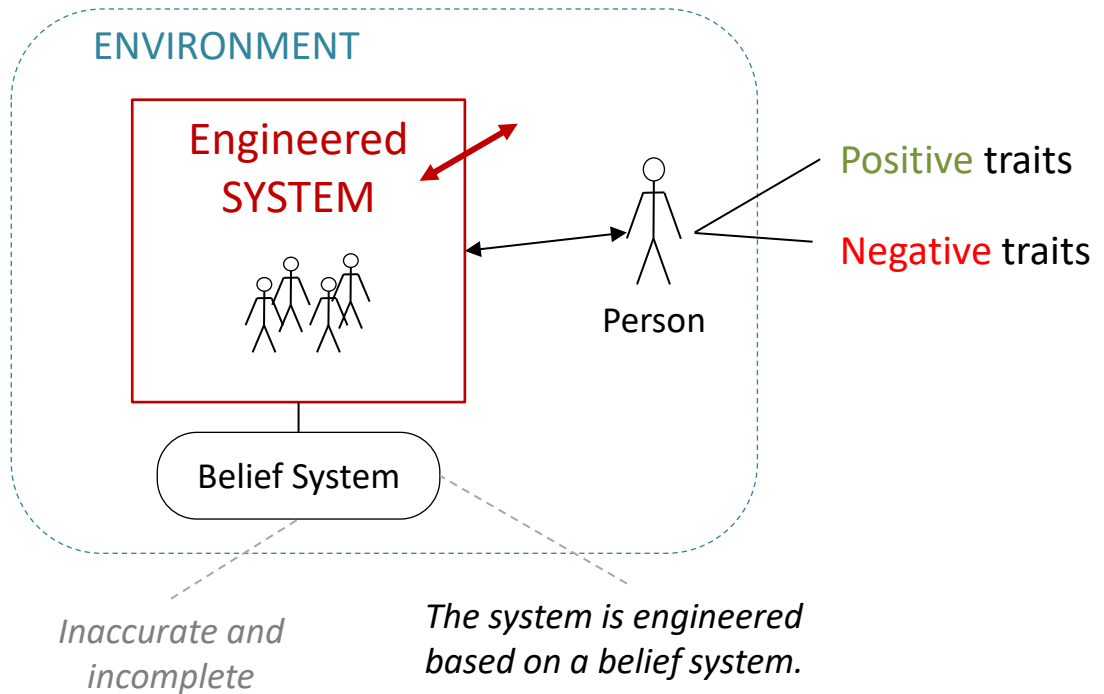 ENVIRONMENT
Engineered
SYSTEM
Positive traits
Negative traits
Person
Belief System
Inaccurate and
incomplete
The system is engineered
based on a belief system.